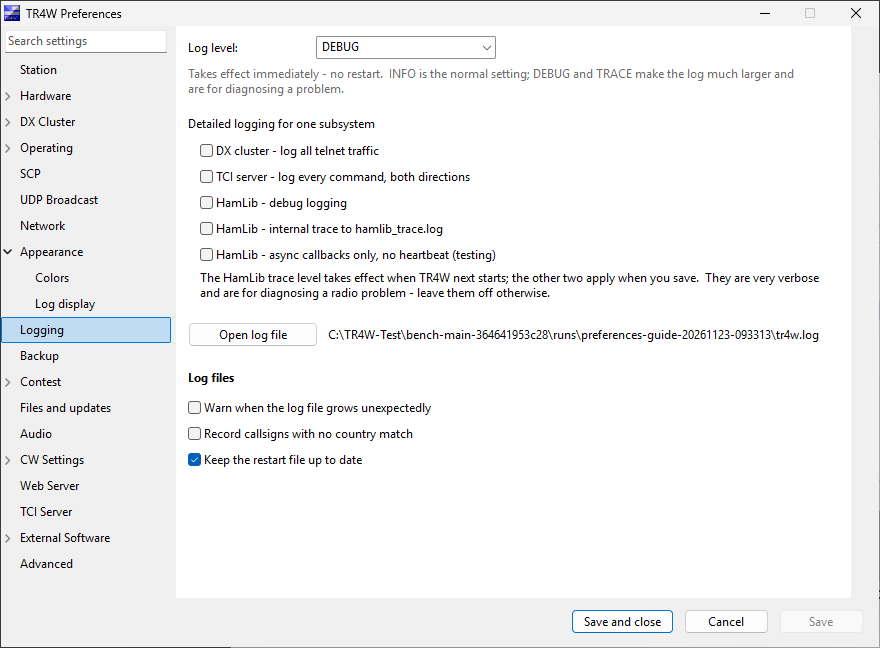 TR4W Preferences
Search settings
Station
Hardware
DX Cluster
Operating
SCP
UDP Broadcast
Network
Appearance
Colors
Log display
Logging
Backup
Contest
Files and updates
Audio
CW Settings
Web Server
TCI Server
External Software
Advanced
Log level:
DEBUG
Takes effect immediately - no restart.  INFO is the normal setting; DEBUG and TRACE make the log much larger and
are for diagnosing a problem.
Detailed logging for one subsystem
DX cluster - log all telnet traffic
TCI server - log every command, both directions
HamLib - debug logging
HamLib - internal trace to hamlib_trace.log
HamLib - async callbacks only, no heartbeat (testing)
The HamLib trace level takes effect when TR4W next starts; the other two apply when you save.  They are very verbose
and are for diagnosing a radio problem - leave them off otherwise.
Open log file
C:\TR4W-Test\bench-main-364641953c28\runs\preferences-guide-20261123-093313\tr4w.log
Log files
Warn when the log file grows unexpectedly
Record callsigns with no country match
Keep the restart file up to date
Save and close
Cancel
Save